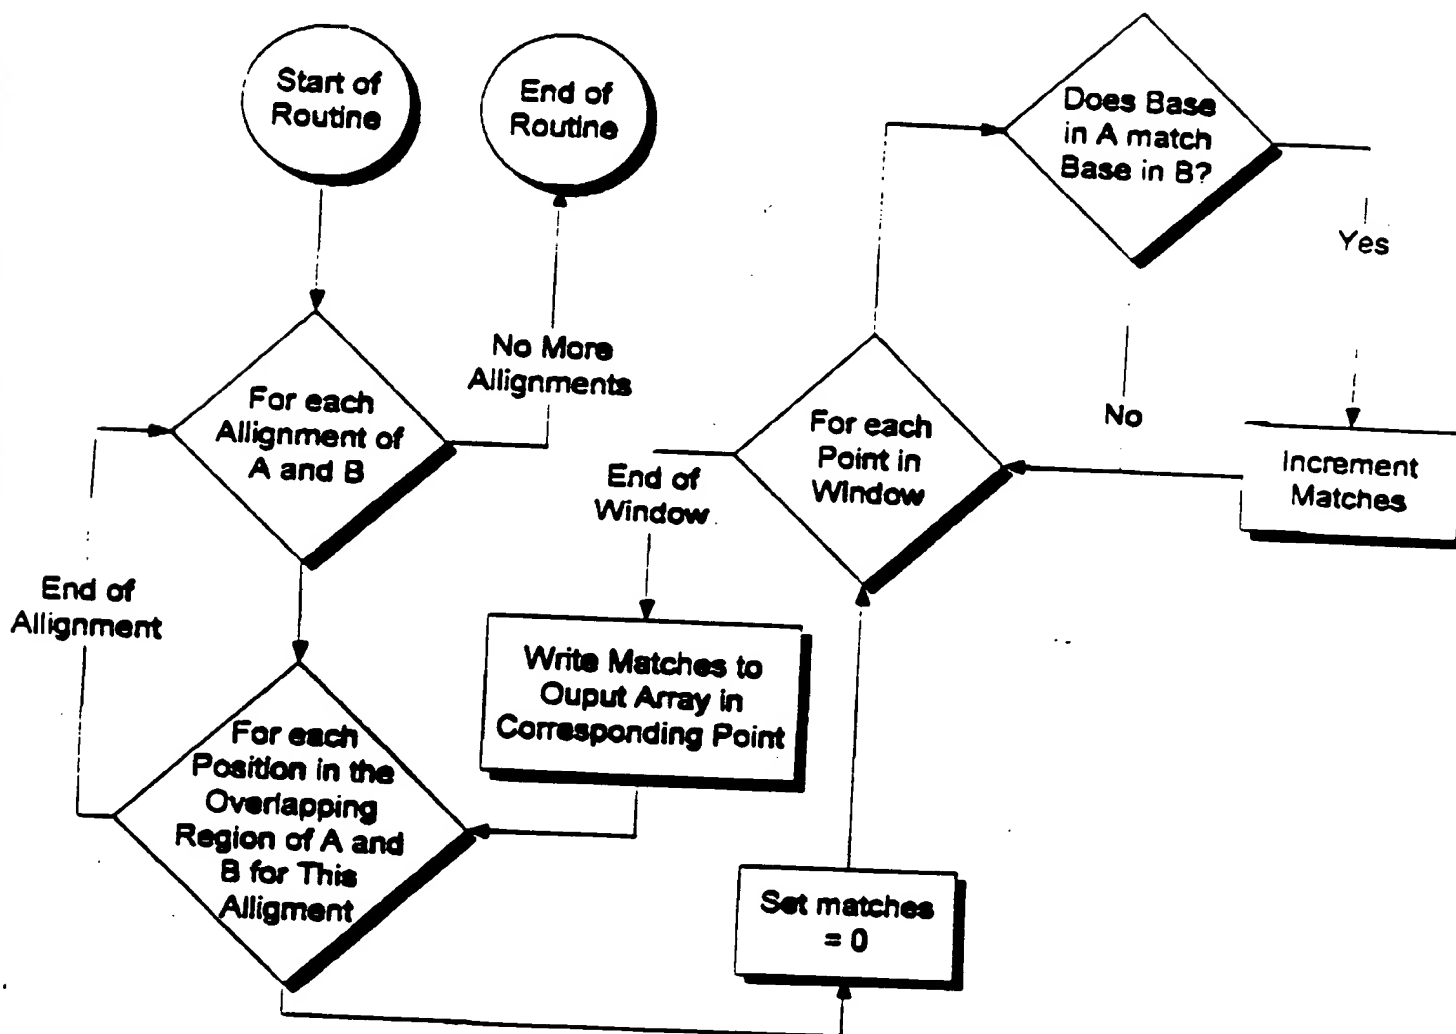 Start of
Routine
End of
Routine
Does Base
in A match
Base in B?
Yes
No More
Allignments
For each
Allignment of
A and B
For each
Point in
Window
No
Increment
Matches
End of
Window
End of
Allignment
Write Matches to
Ouput Array in
Corresponding Point
For each
Position in the
Overlapping
Region of A and
B for This
Alligment
Set matches
= 0